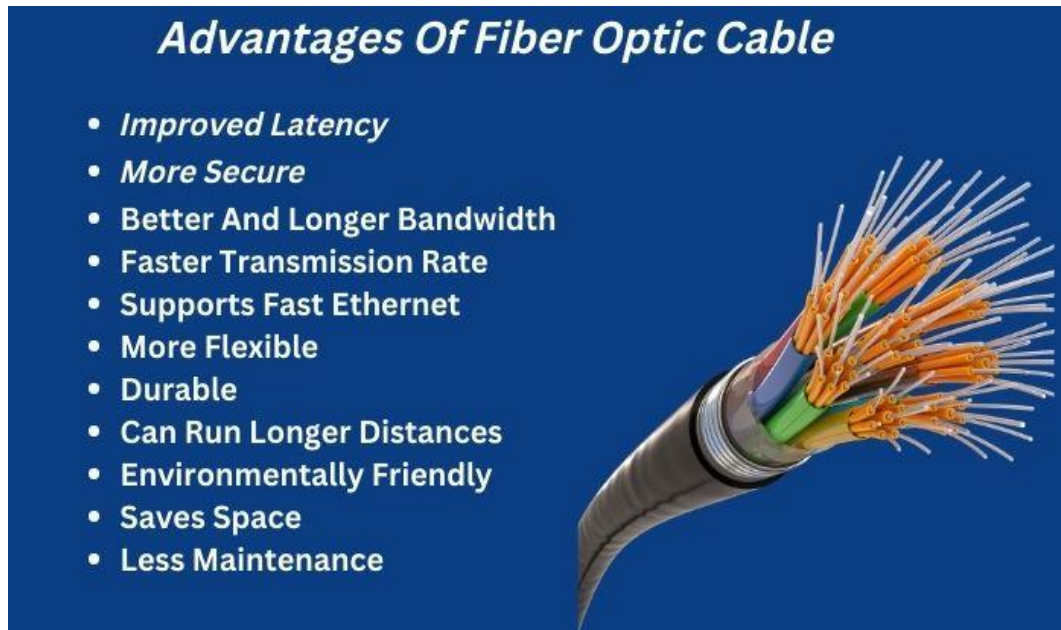 Advantages Of Fiber Optic Cable
• Improved Latency
• More Secure
• Better And Longer Bandwidth
• Faster Transmission Rate
• Supports Fast Ethernet
• More Flexible
• Durable
• Can Run Longer Distances
• Environmentally Friendly
• Saves Space
• Less Maintenance